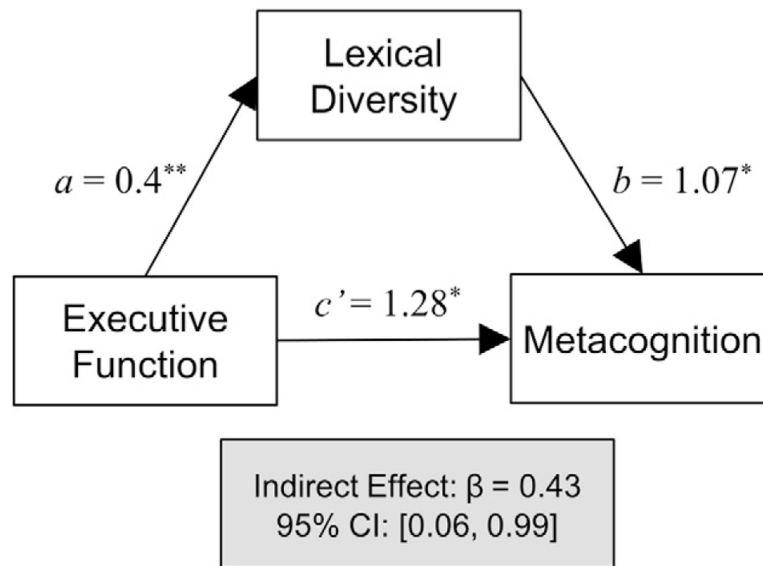 Lexical
Diversity
a = 0.4**
b = 1.07*
Executive
Function
c’= 1.28*
Metacognition
Indirect Effect: β = 0.43
95% CI: [0.06, 0.99]